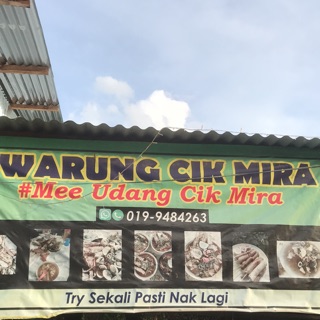 WARUNG CIK MIRA
#Mee Udang Cik Mira
019-9484263
Try Sekali Pasti Nak Lagi